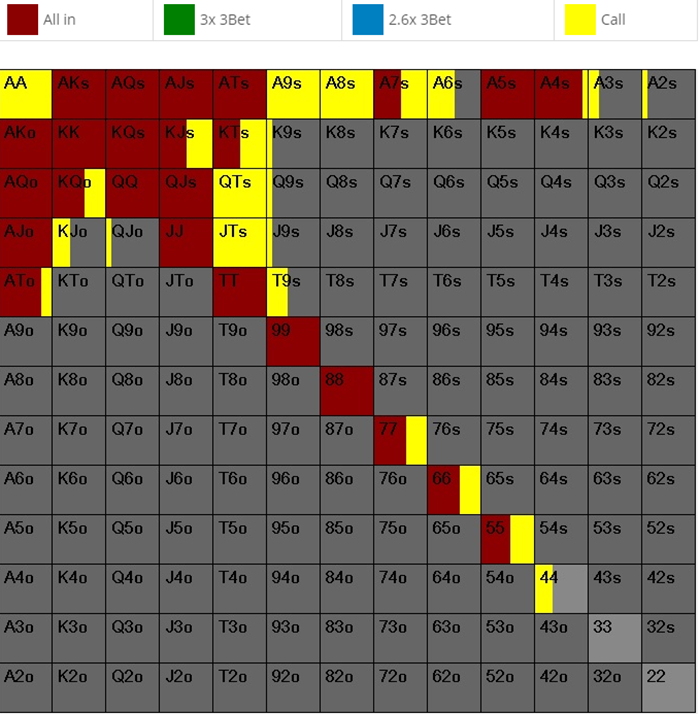 All in 3x 3Bet 2.6x 3Bet Call
AA AKs AQs AJs ATs A9s A8s A7s A6s A5s A4s A3s A2s
AKo KK KQs KJs KTs K9s K8s K7s K6s K5s K4s K3s K2s
AQo KQo QQ QJs QTs Q9s Q8s Q7s Q6s Q5s Q4s Q3s Q2s
AJo KJo QJo JJ JTs J9s J8s J7s J6s J5s J4s J3s J2s
ATo KTo QTo JTo TT T9s T8s T7s T6s T5s T4s T3s T2s
A9o K9o Q9o J9o T9o 99 98s 97s 96s 95s 94s 93s 92s
A8o K8o Q8o J8o T8o 98o 88 87s 86s 85s 84s 83s 82s
A7o K7o Q7o J7o T7o 97o 87o 77 76s 75s 74s 73s 72s
A6o K6o Q6o J6o T6o 96o 86o 76o 66 65s 64s 63s 62s
A5o K5o Q5o J5o T5o 95o 85o 75o 65o 55 54s 53s 52s
A4o K4o Q4o J4o T4o 94o 84o 74o 64o 54o 44 43s 42s
A3o K3o Q3o J3o T3o 93o 83o 73o 63o 53o 43o 33 32s
A2o K2o Q2o J2o T2o 92o 82o 72o 62o 52o 42o 32o 22